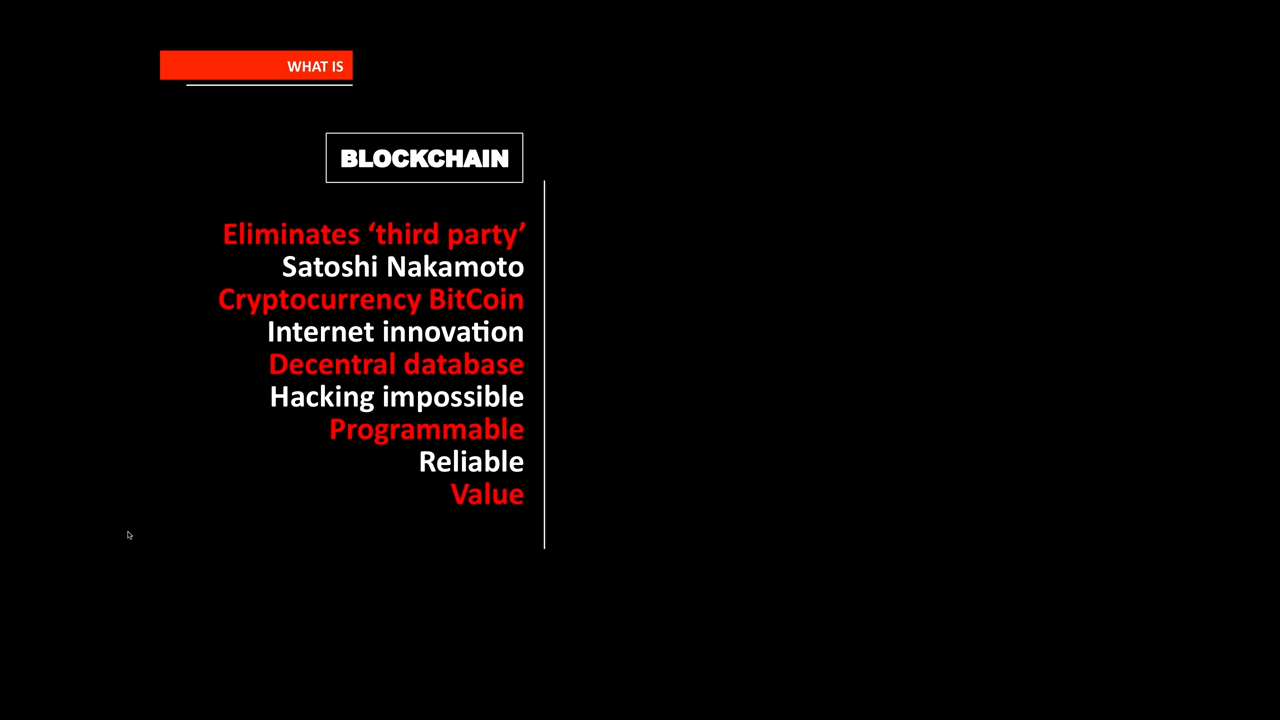 WHAT IS
BLOCKCHAIN
Eliminates ‘third party’
Satoshi Nakamoto
Cryptocurrency BitCoin
Internet innovation
Decentral database
Hacking impossible
Programmable
Reliable
Value